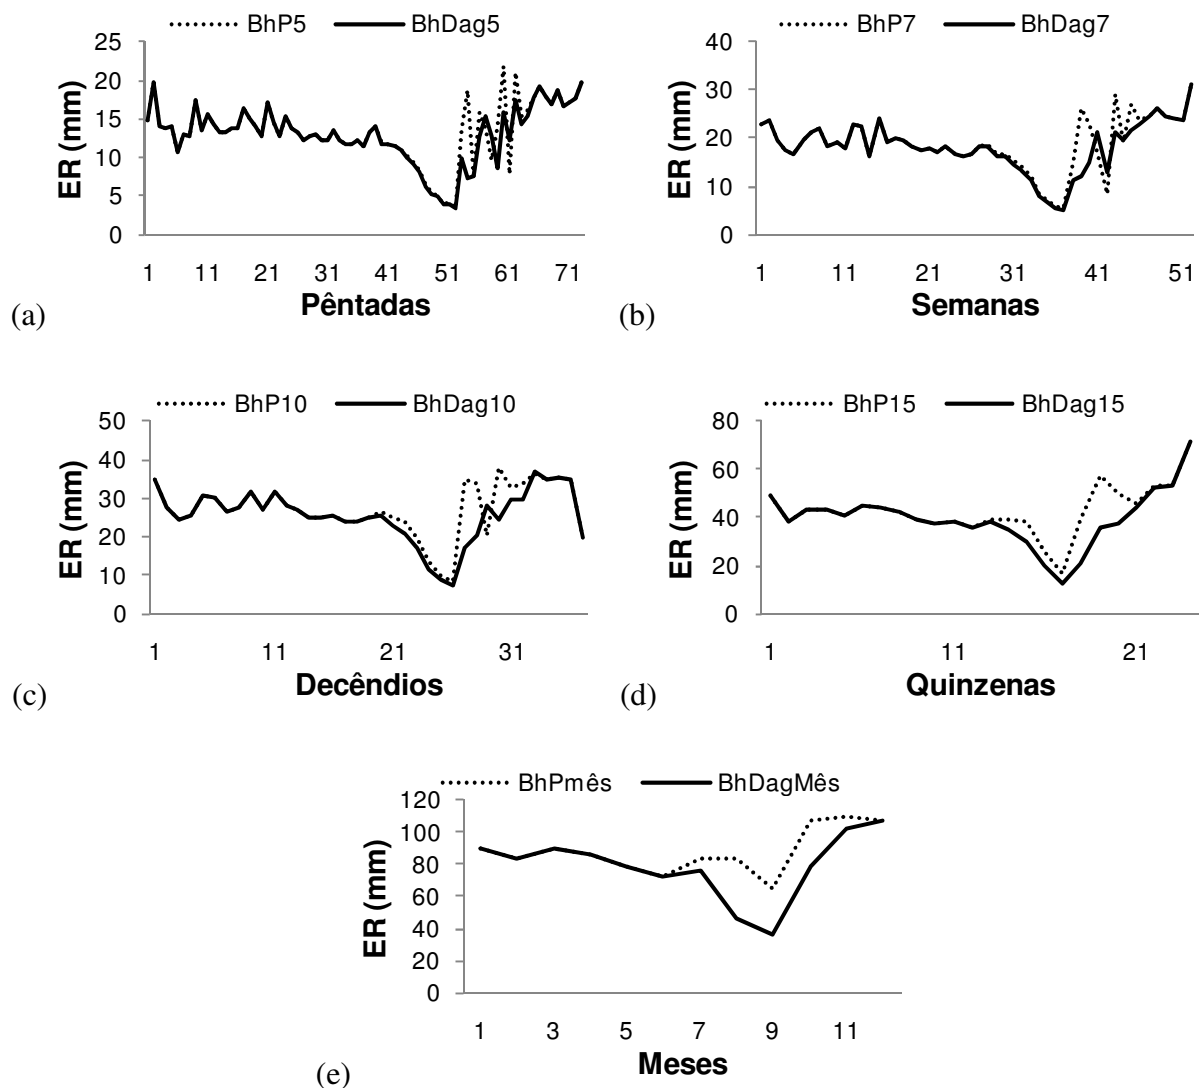 BhP5 BhDag5
25
20
15
10
5
0
ER (mm)
1 11 21 31 41 51 61 71
Pêntadas
(a)
BhP7 BhDag7
40
30
20
10
0
ER (mm)
1 11 21 31 41 51
Semanas
(b)
BhP10 BhDag10
50
40
30
20
10
0
ER (mm)
1 11 21 31
Decêndios
(c)
BhP15 BhDag15
80
60
40
20
0
ER (mm)
1 11 21
Quinzenas
(d)
BhPmês BhDagMês
120
100
80
60
40
20
0
ER (mm)
1 3 5 7 9 11
Meses
(e)